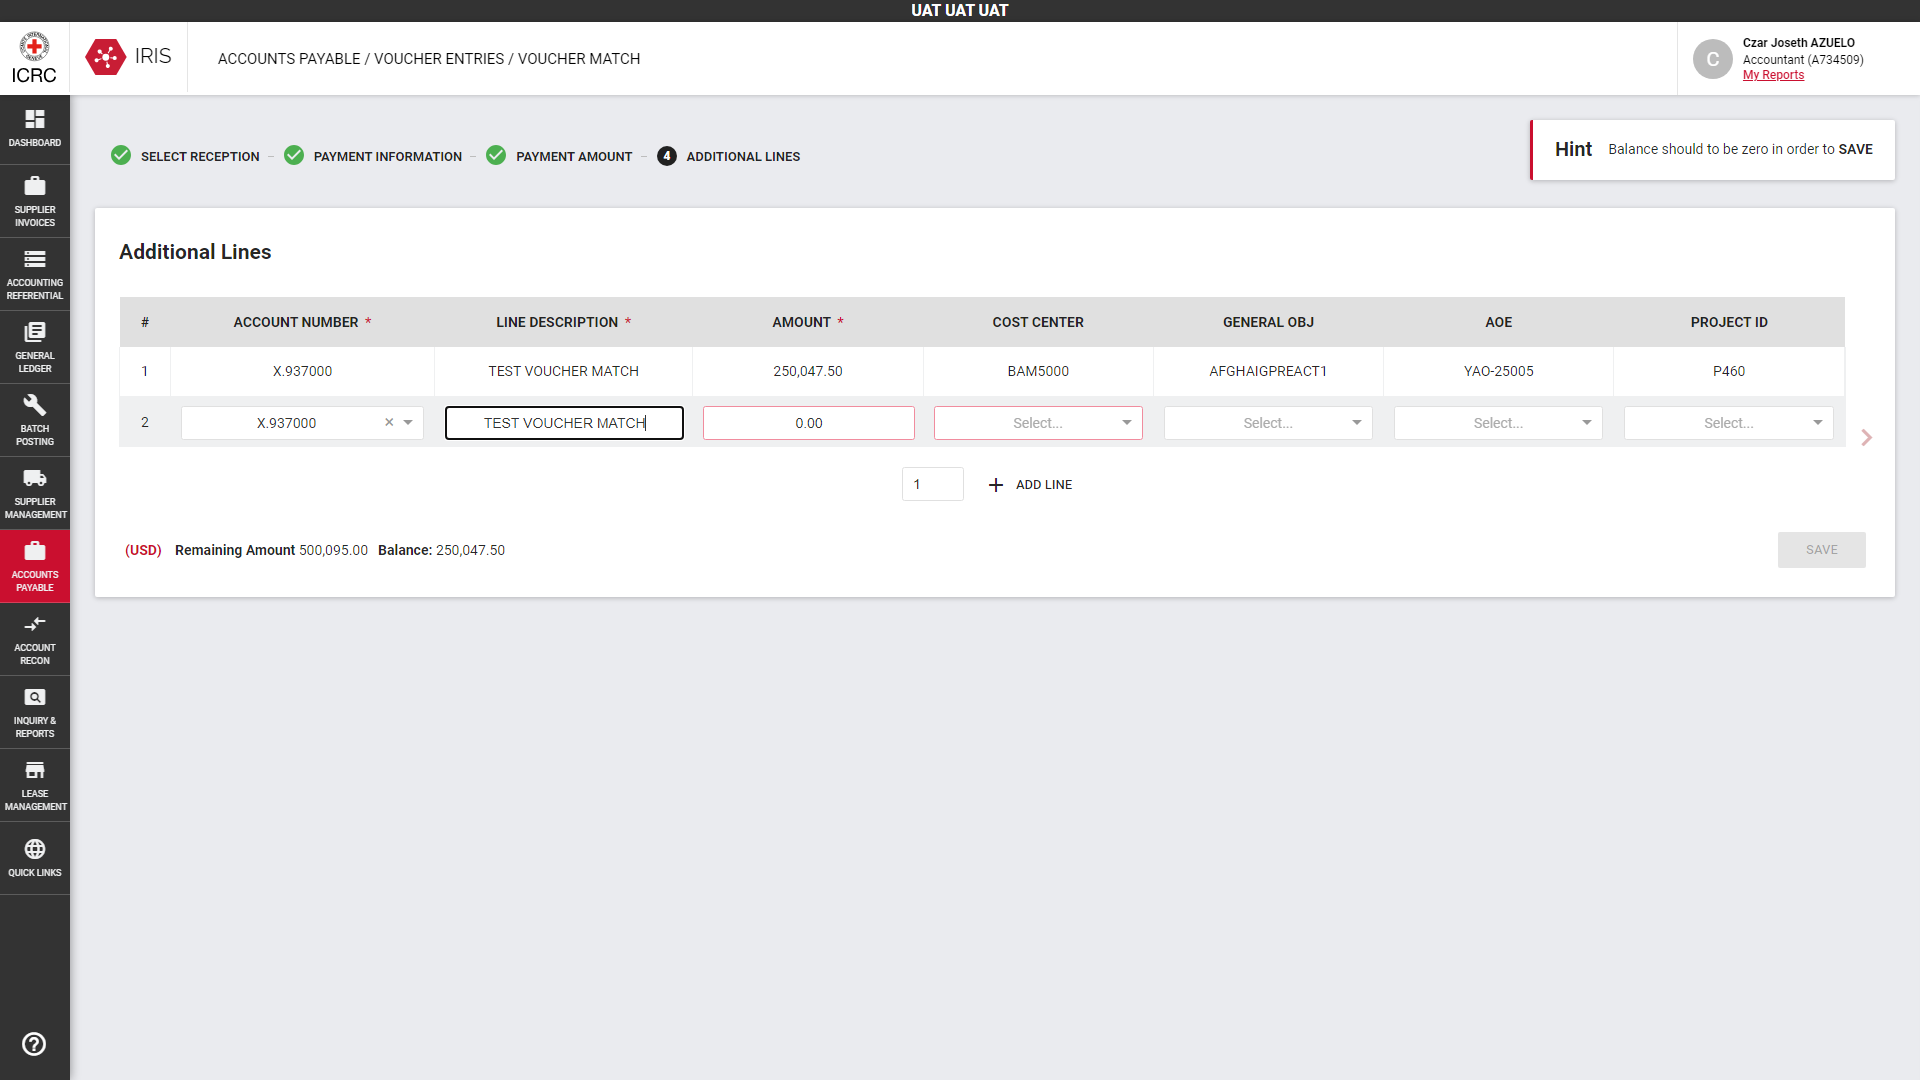 UAT UAT UAT
ICRC
IRIS
ACCOUNTS PAYABLE / VOUCHER ENTRIES / VOUCHER MATCH
C
Czar Joseth AZUELO
Accountant (A734509)
My Reports
DASHBOARD
SUPPLIER
INVOICES
ACCOUNTING
REFERENTIAL
GENERAL
LEDGER
BATCH
POSTING
SUPPLIER
MANAGEMENT
ACCOUNTS
PAYABLE
ACCOUNT
RECON
INQUIRY &
REPORTS
LEASE
MANAGEMENT
QUICK LINKS
SELECT RECEPTION – PAYMENT INFORMATION – PAYMENT AMOUNT – 4 ADDITIONAL LINES
Hint Balance should to be zero in order to SAVE
Additional Lines
# ACCOUNT NUMBER * LINE DESCRIPTION * AMOUNT * COST CENTER GENERAL OBJ AOE PROJECT ID
1 X.937000 TEST VOUCHER MATCH 250,047.50 BAM5000 AFGHAIGPREACT1 YAO-25005 P460
2 X.937000 × TEST VOUCHER MATCH 0.00 Select... Select... Select... Select...
1 + ADD LINE
(USD) Remaining Amount 500,095.00 Balance: 250,047.50
SAVE